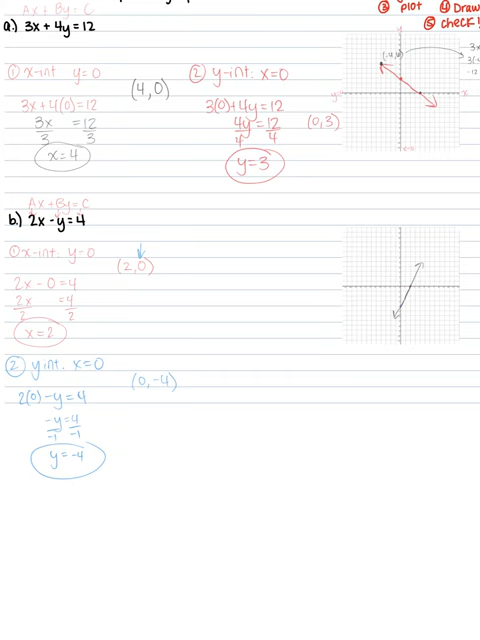 Ax + By = C
③ plot
④ Draw
⑤ check!
a.) 3x + 4y = 12
① x-int y=0
3x + 4(0) = 12
3x = 12
3 3
x = 4
(4, 0)
② y-int: x=0
3(0) + 4y = 12
4y = 12
4 4
y = 3
(0, 3)
y
x
Ax + By = C
b.) 2x - y = 4
① x-int: y=0
2x - 0 = 4
2x = 4
2 2
x = 2
(2, 0)
② y int: x=0
2(0) - y = 4
-y = 4
-1 -1
y = -4
(0, -4)